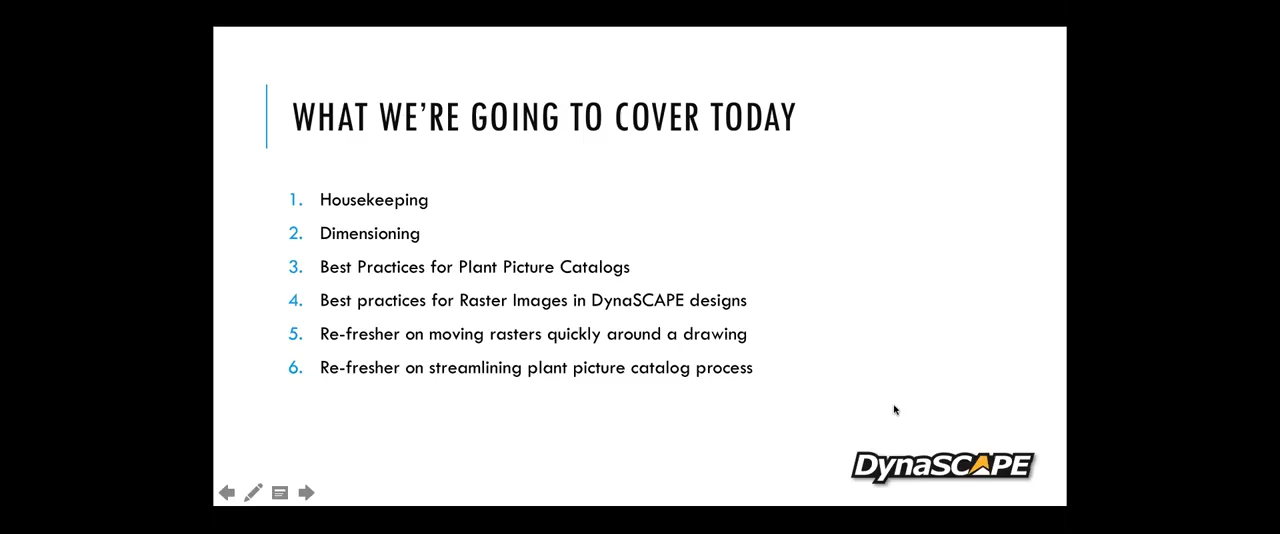 WHAT WE'RE GOING TO COVER TODAY
1. Housekeeping
2. Dimensioning
3. Best Practices for Plant Picture Catalogs
4. Best practices for Raster Images in DynaSCAPE designs
5. Re-fresher on moving rasters quickly around a drawing
6. Re-fresher on streamlining plant picture catalog process
DynaSCAPE